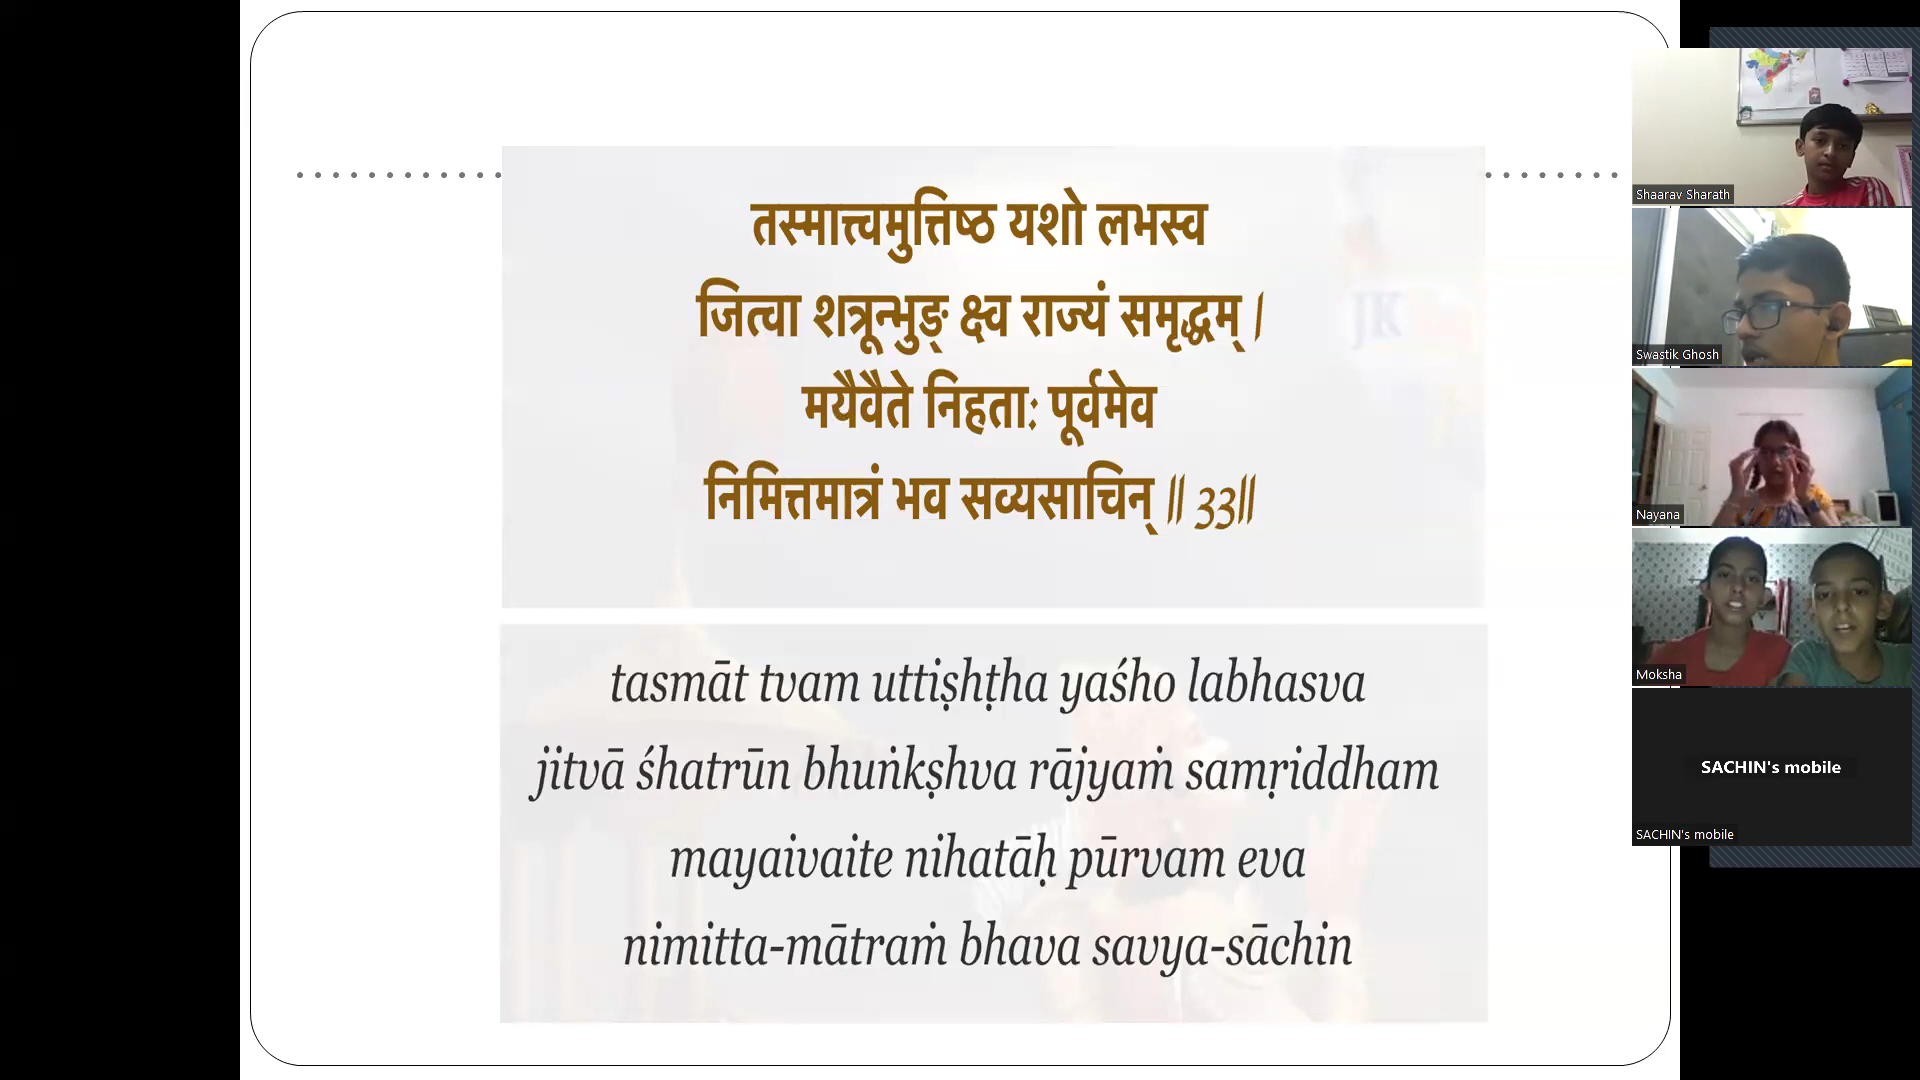 तस्मात्त्वमुत्तिष्ठ यशो लभस्व
जित्वा शत्रून्भुङ् क्ष्व राज्यं समृद्धम् |
मयैवैते निहताः पूर्वमेव
निमित्तमात्रं भव सव्यसाचिन् || 33||
tasmāt tvam uttiṣhṭha yaśho labhasva
jitvā śhatrūn bhuṅkṣhva rājyaṁ samṛiddham
mayaivaite nihatāḥ pūrvam eva
nimitta-mātraṁ bhava savya-sāchin
JK
Shaarav Sharath
Swastik Ghosh
Nayana
Moksha
SACHIN's mobile
SACHIN's mobile